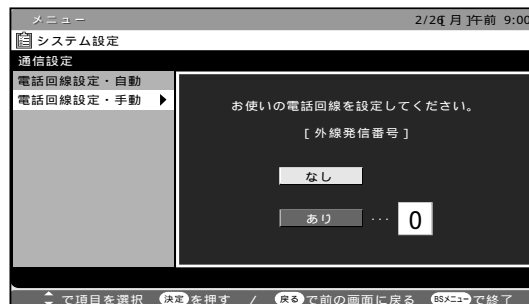 メニュー 2/26[月]午前 9:00
システム設定
通信設定
電話回線設定・自動
電話回線設定・手動
お使いの電話回線を設定してください。
[外線発信番号]
なし
あり … 0
で項目を選択 決定を押す / 戻るで前の画面に戻る BSメニューで終了